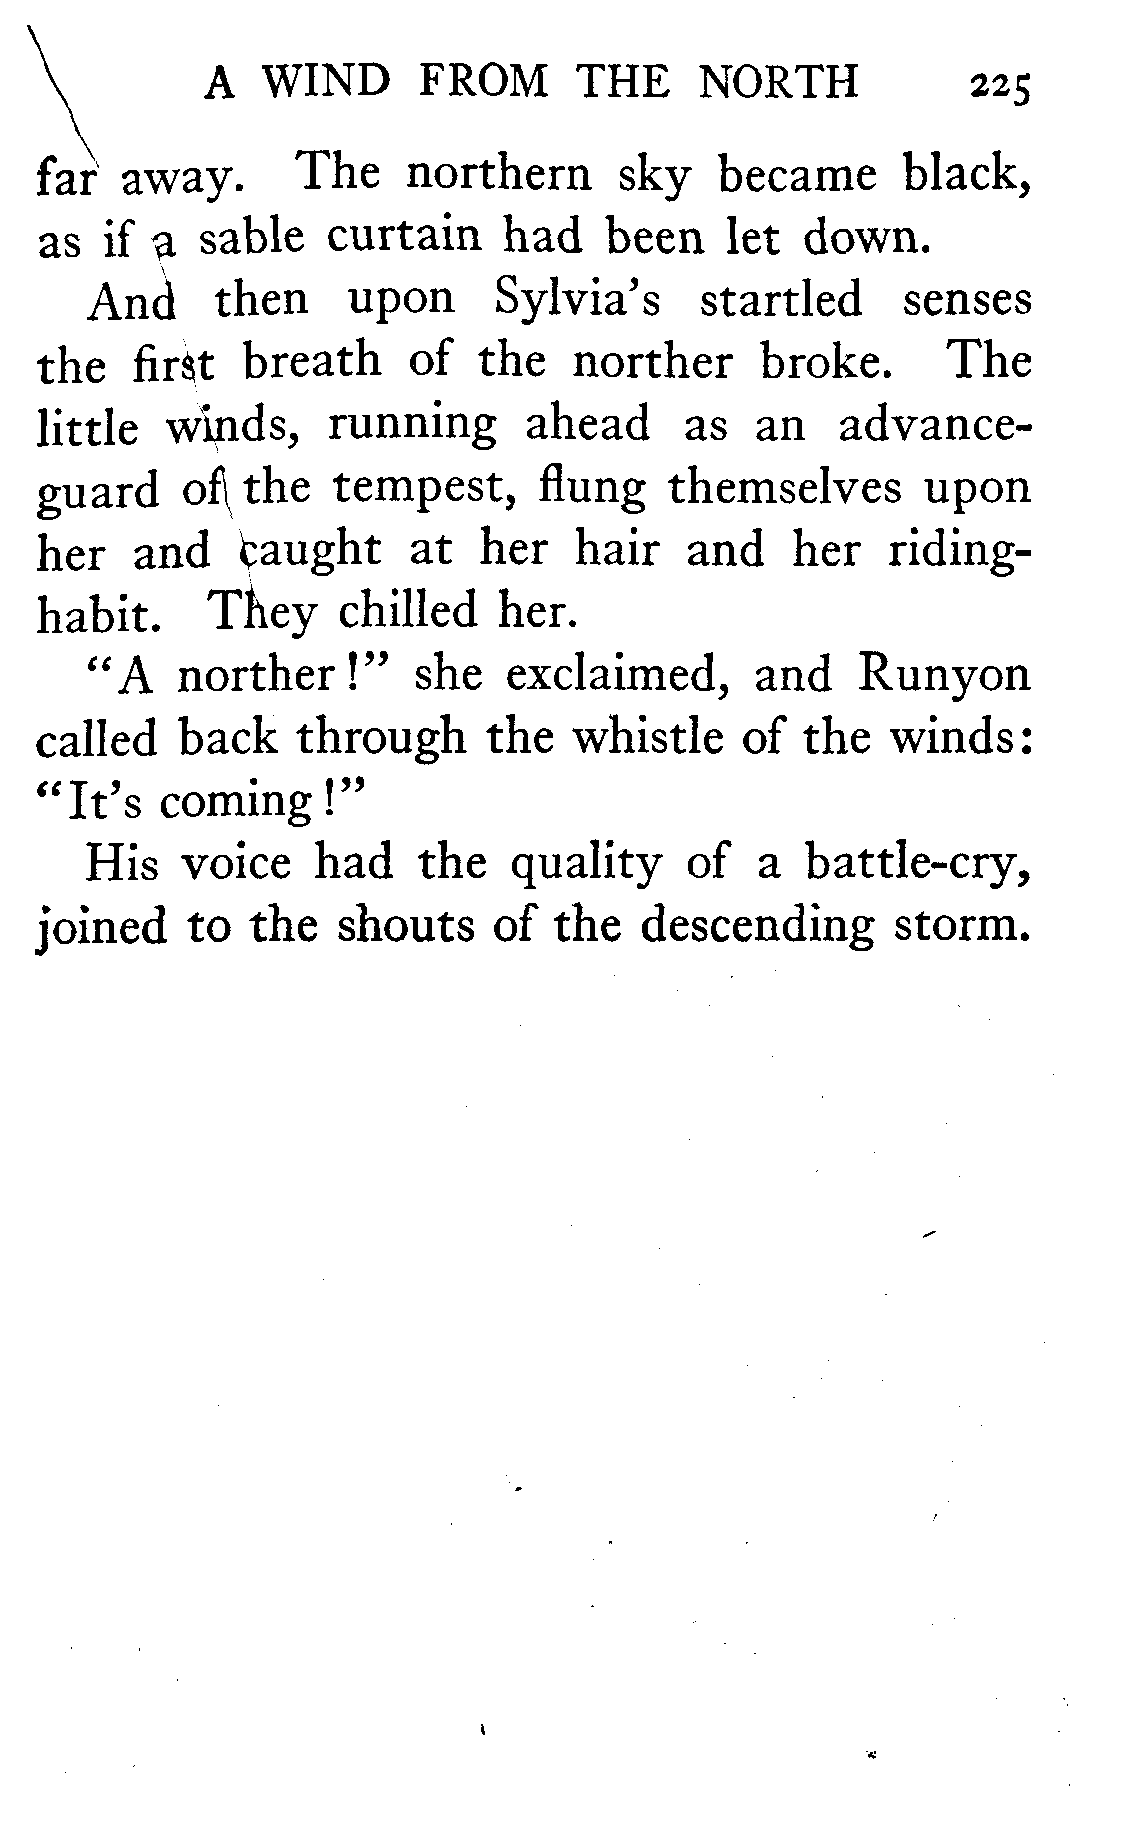 A WIND FROM THE NORTH 225
far away. The northern sky became black,
as if a sable curtain had been let down.
And then upon Sylvia's startled senses
the first breath of the norther broke. The
little winds, running ahead as an advance-
guard of the tempest, flung themselves upon
her and caught at her hair and her riding-
habit. They chilled her.
"A norther!" she exclaimed, and Runyon
called back through the whistle of the winds:
"It's coming!"
His voice had the quality of a battle-cry,
joined to the shouts of the descending storm.